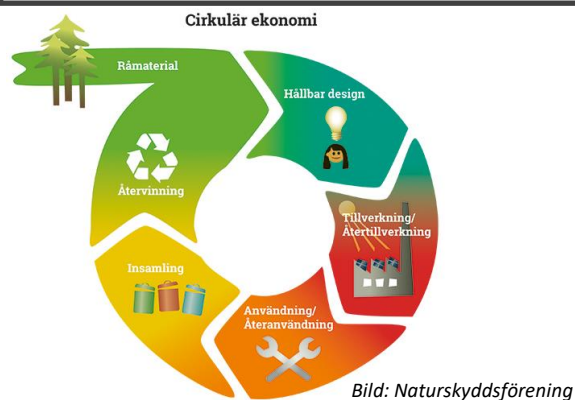 Cirkulär ekonomi
Råmaterial
Hållbar design
Tillverkning/
Återtillverkning
Användning/
Återanvändning
Insamling
Återvinning
Bild: Naturskyddsförening